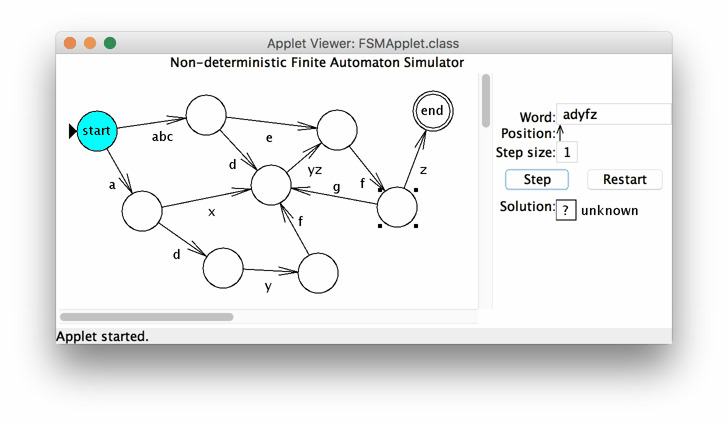 Applet Viewer: FSMApplet.class
Non-deterministic Finite Automaton Simulator
start
abc
e
end
d
yz
f
z
a
x
g
d
f
y
Word: adyfz
Position:
Step size: 1
Step Restart
Solution: ? unknown
Applet started.